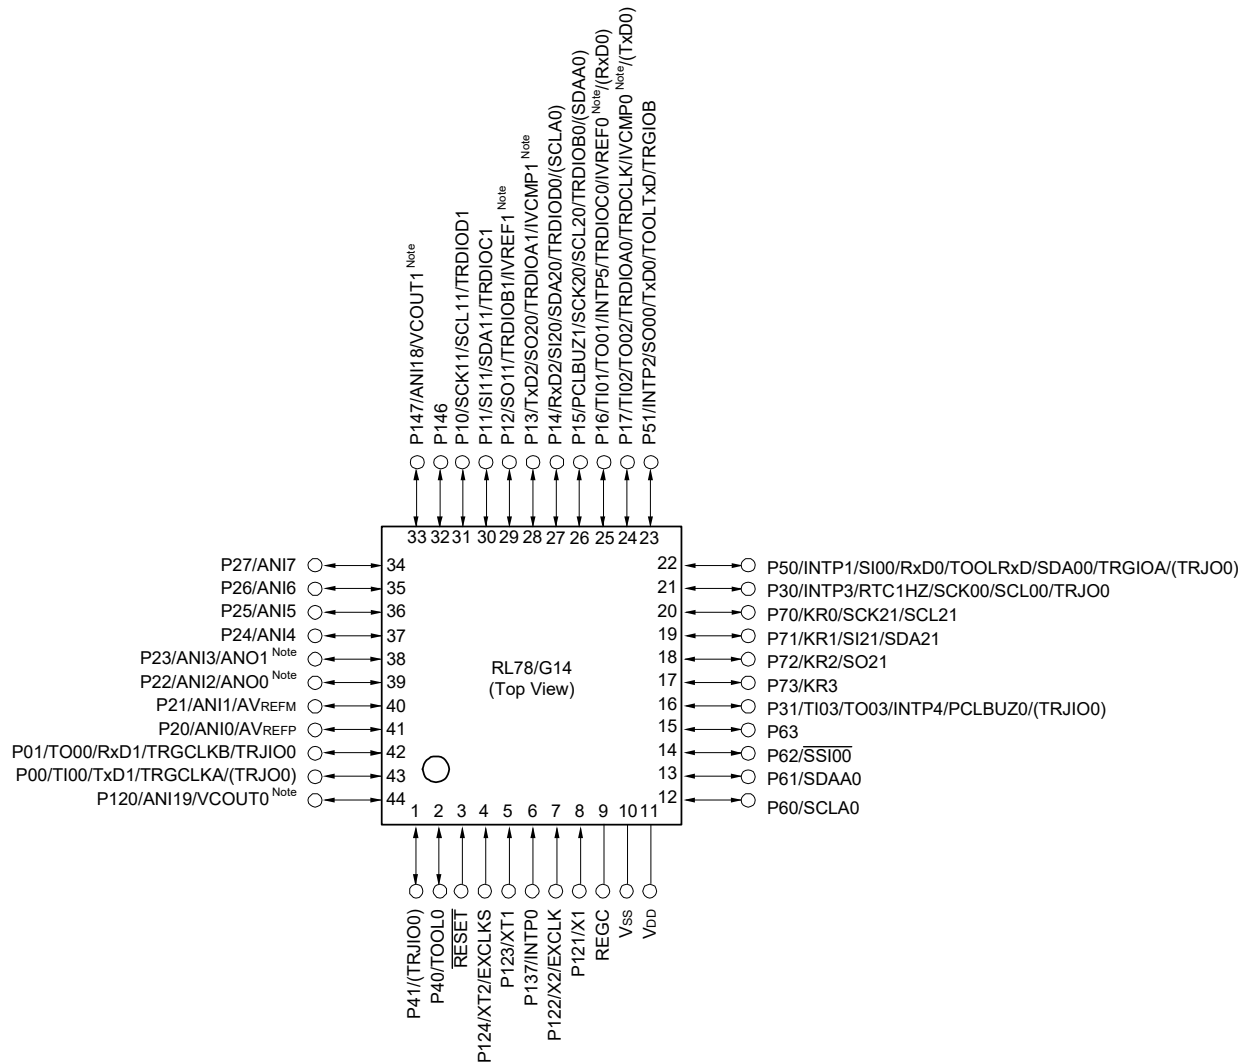 P147/ANI18/VCOUT1 Note
P146
P10/SCK11/SCL11/TRDIOD1
P11/SI11/SDA11/TRDIOC1
P12/SO11/TRDIOB1/IVREF1 Note
P13/TxD2/SO20/TRDIOA1/IVCMP1 Note
P14/RxD2/SI20/SDA20/TRDIOD0/(SCLA0)
P15/PCLBUZ1/SCK20/SCL20/TRDIOB0/(SDAA0)
P16/TI01/TO01/INTP5/TRDIOC0/IVREF0 Note/(RxD0)
P17/TI02/TO02/TRDIOA0/TRDCLK/IVCMP0 Note/(TxD0)
P51/INTP2/SO00/TxD0/TOOLTxD/TRGIOB
33 32 31 30 29 28 27 26 25 24 23
P27/ANI7 34
P26/ANI6 35
P25/ANI5 36
P24/ANI4 37
P23/ANI3/ANO1 Note 38
P22/ANI2/ANO0 Note 39
P21/ANI1/AVREFM 40
P20/ANI0/AVREFP 41
P01/TO00/RxD1/TRGCLKB/TRJIO0 42
P00/TI00/TxD1/TRGCLKA/(TRJO0) 43
P120/ANI19/VCOUT0 Note 44
RL78/G14
(Top View)
22 P50/INTP1/SI00/RxD0/TOOLRxD/SDA00/TRGIOA/(TRJO0)
21 P30/INTP3/RTC1HZ/SCK00/SCL00/TRJO0
20 P70/KR0/SCK21/SCL21
19 P71/KR1/SI21/SDA21
18 P72/KR2/SO21
17 P73/KR3
16 P31/TI03/TO03/INTP4/PCLBUZ0/(TRJIO0)
15 P63
14 P62/SSI00
13 P61/SDAA0
12 P60/SCLA0
1 2 3 4 5 6 7 8 9 10 11
P41/(TRJIO0)
P40/TOOL0
RESET
P124/XT2/EXCLKS
P123/XT1
P137/INTP0
P122/X2/EXCLK
P121/X1
REGC
VSS
VDD